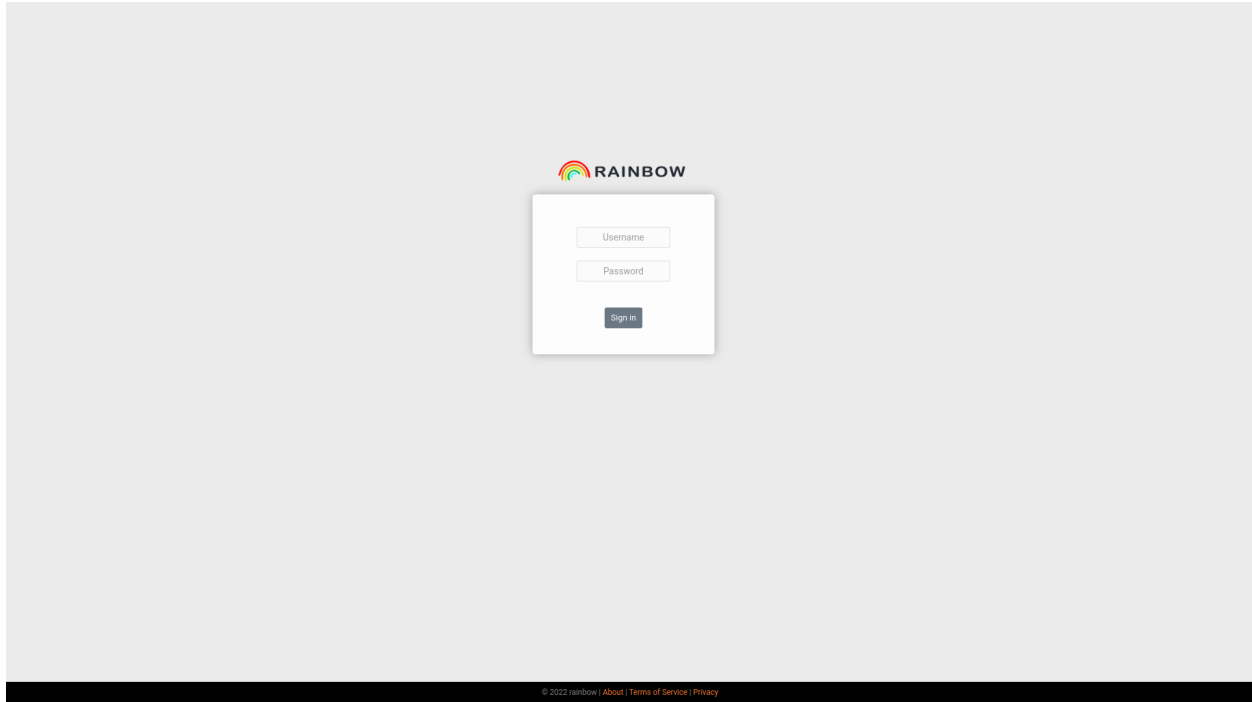 RAINBOW
Username
Password
Sign in
© 2022 rainbow | About | Terms of Service | Privacy